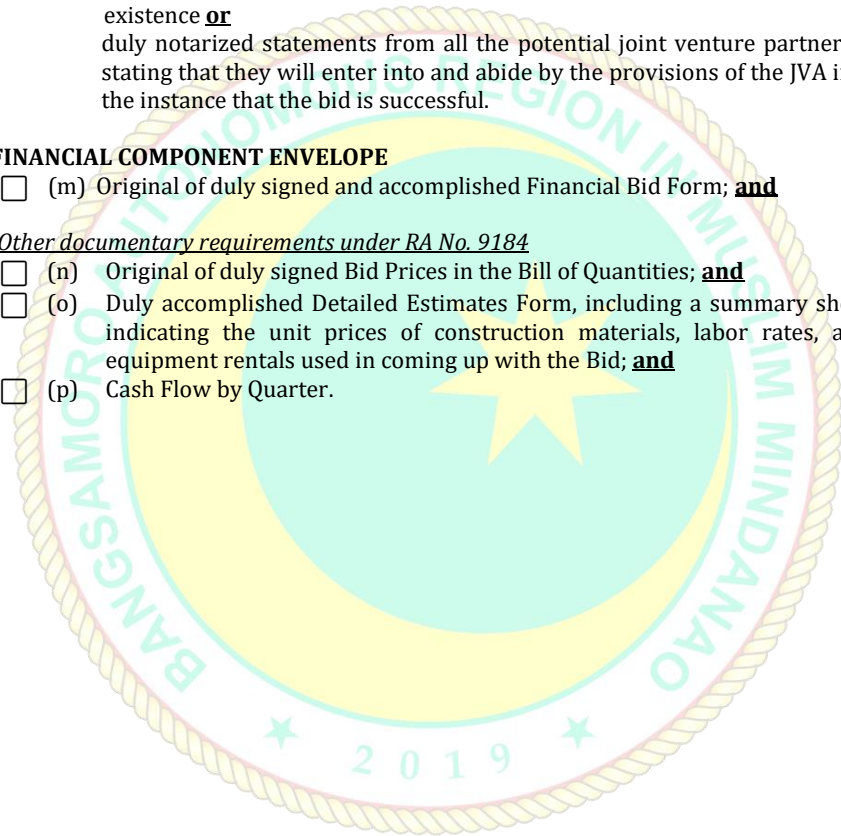 existence or
duly notarized statements from all the potential joint venture partner
stating that they will enter into and abide by the provisions of the JVA i
the instance that the bid is successful.
FINANCIAL COMPONENT ENVELOPE
(m) Original of duly signed and accomplished Financial Bid Form; and
Other documentary requirements under RA No. 9184
(n) Original of duly signed Bid Prices in the Bill of Quantities; and
(o) Duly accomplished Detailed Estimates Form, including a summary sh
indicating the unit prices of construction materials, labor rates, a
equipment rentals used in coming up with the Bid; and
(p) Cash Flow by Quarter.
BANGSAMORO AUTONOMOUS REGION IN MUSLIM MINDANAO
2019